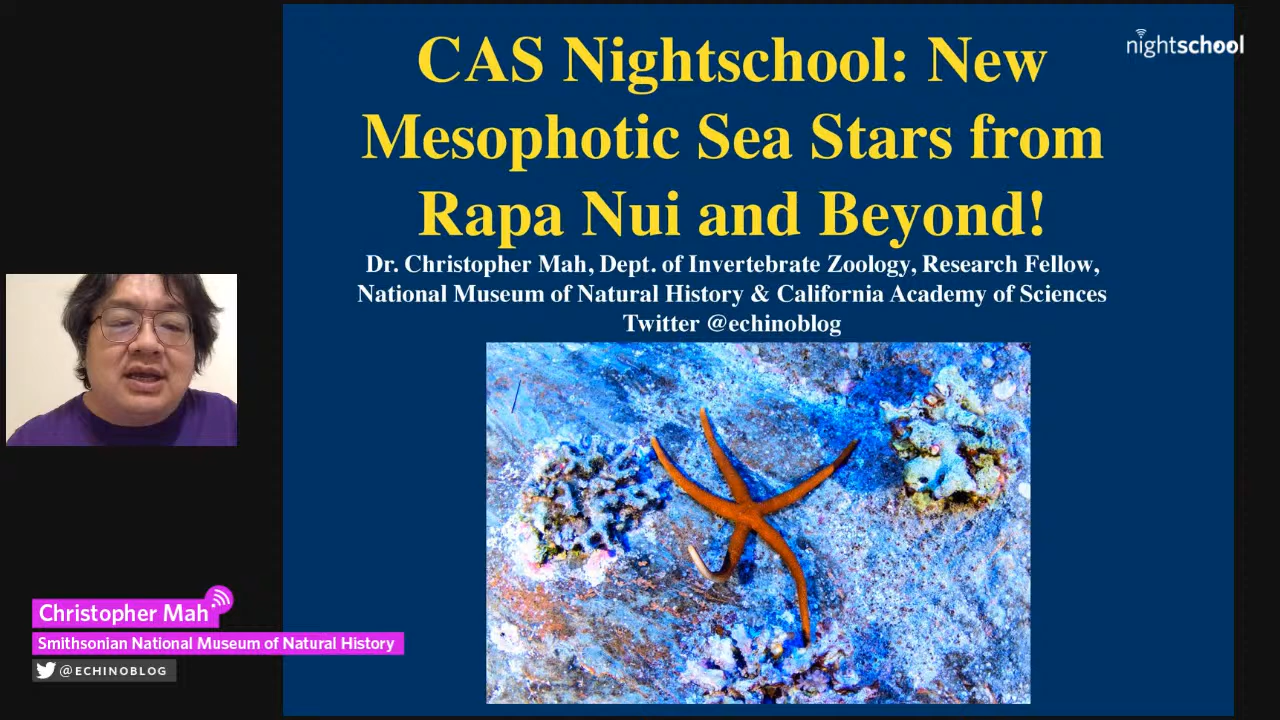 CAS Nightschool: New
Mesophotic Sea Stars from
Rapa Nui and Beyond!
Dr. Christopher Mah, Dept. of Invertebrate Zoology, Research Fellow,
National Museum of Natural History & California Academy of Sciences
Twitter @echinoblog
nightschool
Christopher Mah
Smithsonian National Museum of Natural History
@ECHINOBLOG